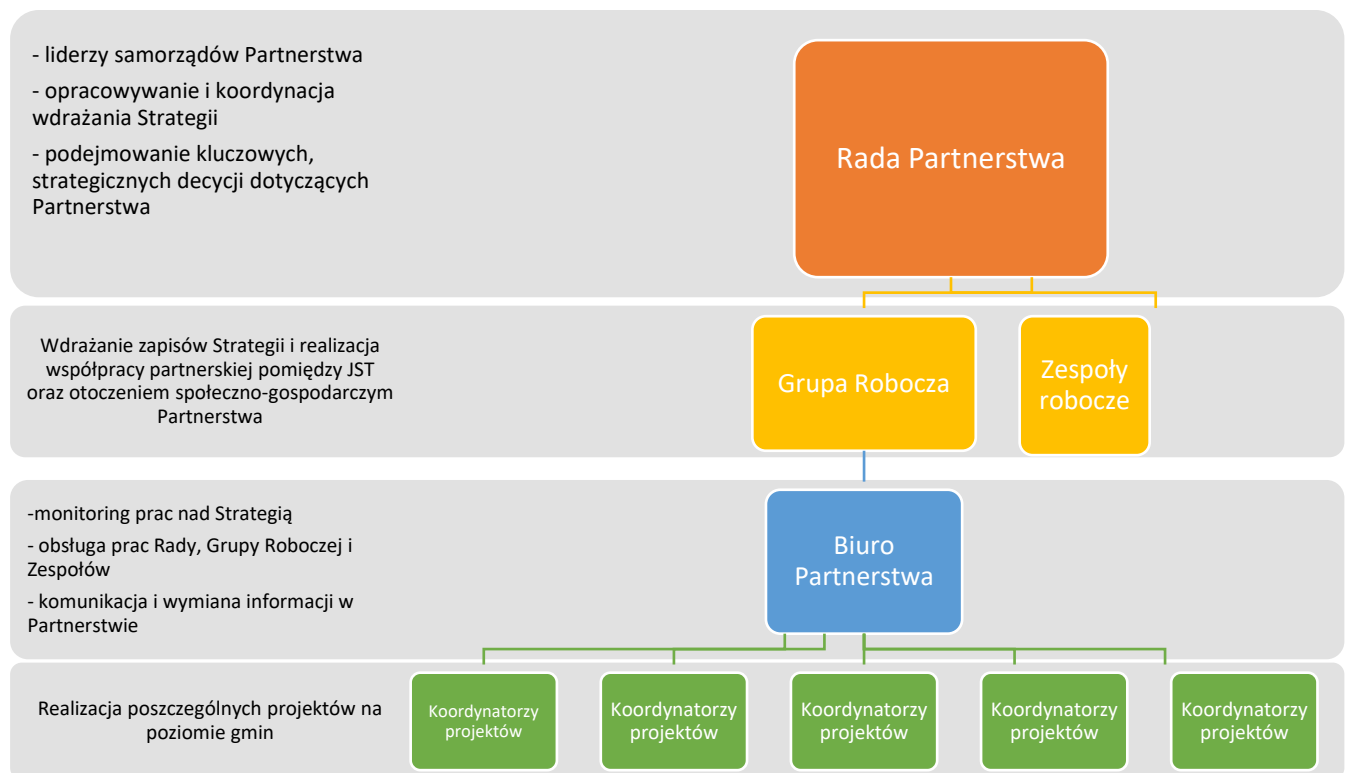 - liderzy samorządów Partnerstwa
- opracowywanie i koordynacja
wdrażania Strategii
- podejmowanie kluczowych,
strategicznych decycji dotyczących
Partnerstwa
Rada Partnerstwa
Wdrażanie zapisów Strategii i realizacja
współpracy partnerskiej pomiędzy JST
oraz otoczeniem społeczno-gospodarczym
Partnerstwa
Grupa Robocza
Zespoły
robocze
-monitoring prac nad Strategią
- obsługa prac Rady, Grupy Roboczej i
Zespołów
- komunikacja i wymiana informacji w
Partnerstwie
Biuro
Partnerstwa
Realizacja poszczególnych projektów na
poziomie gmin
Koordynatorzy
projektów
Koordynatorzy
projektów
Koordynatorzy
projektów
Koordynatorzy
projektów
Koordynatorzy
projektów